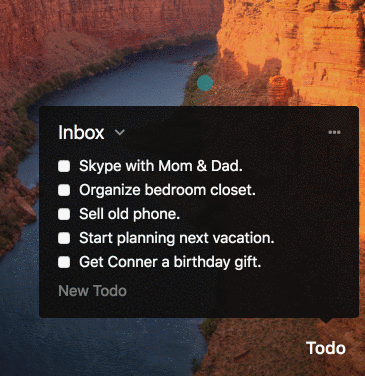 Inbox
Skype with Mom & Dad.
Organize bedroom closet.
Sell old phone.
Start planning next vacation.
Get Conner a birthday gift.
New Todo
Todo